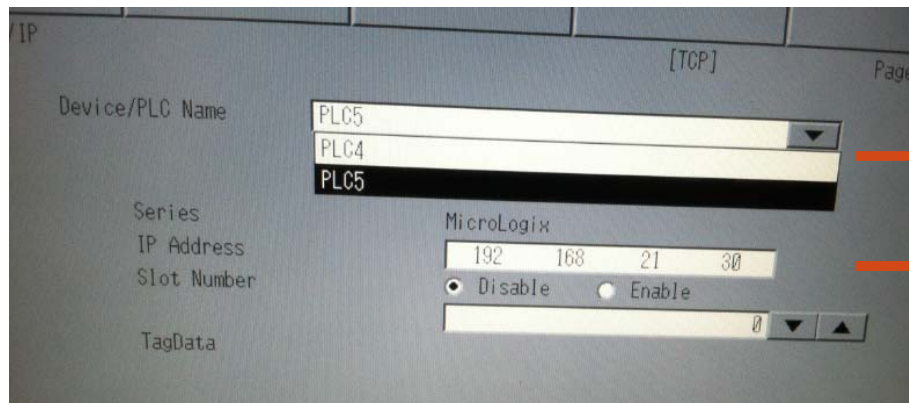 /IP
[TCP]
Page
Device/PLC Name
PLC5
PLC4
PLC5
Series
MicroLogix
IP Address
192 168 21 30
Slot Number
Disable Enable
0
TagData